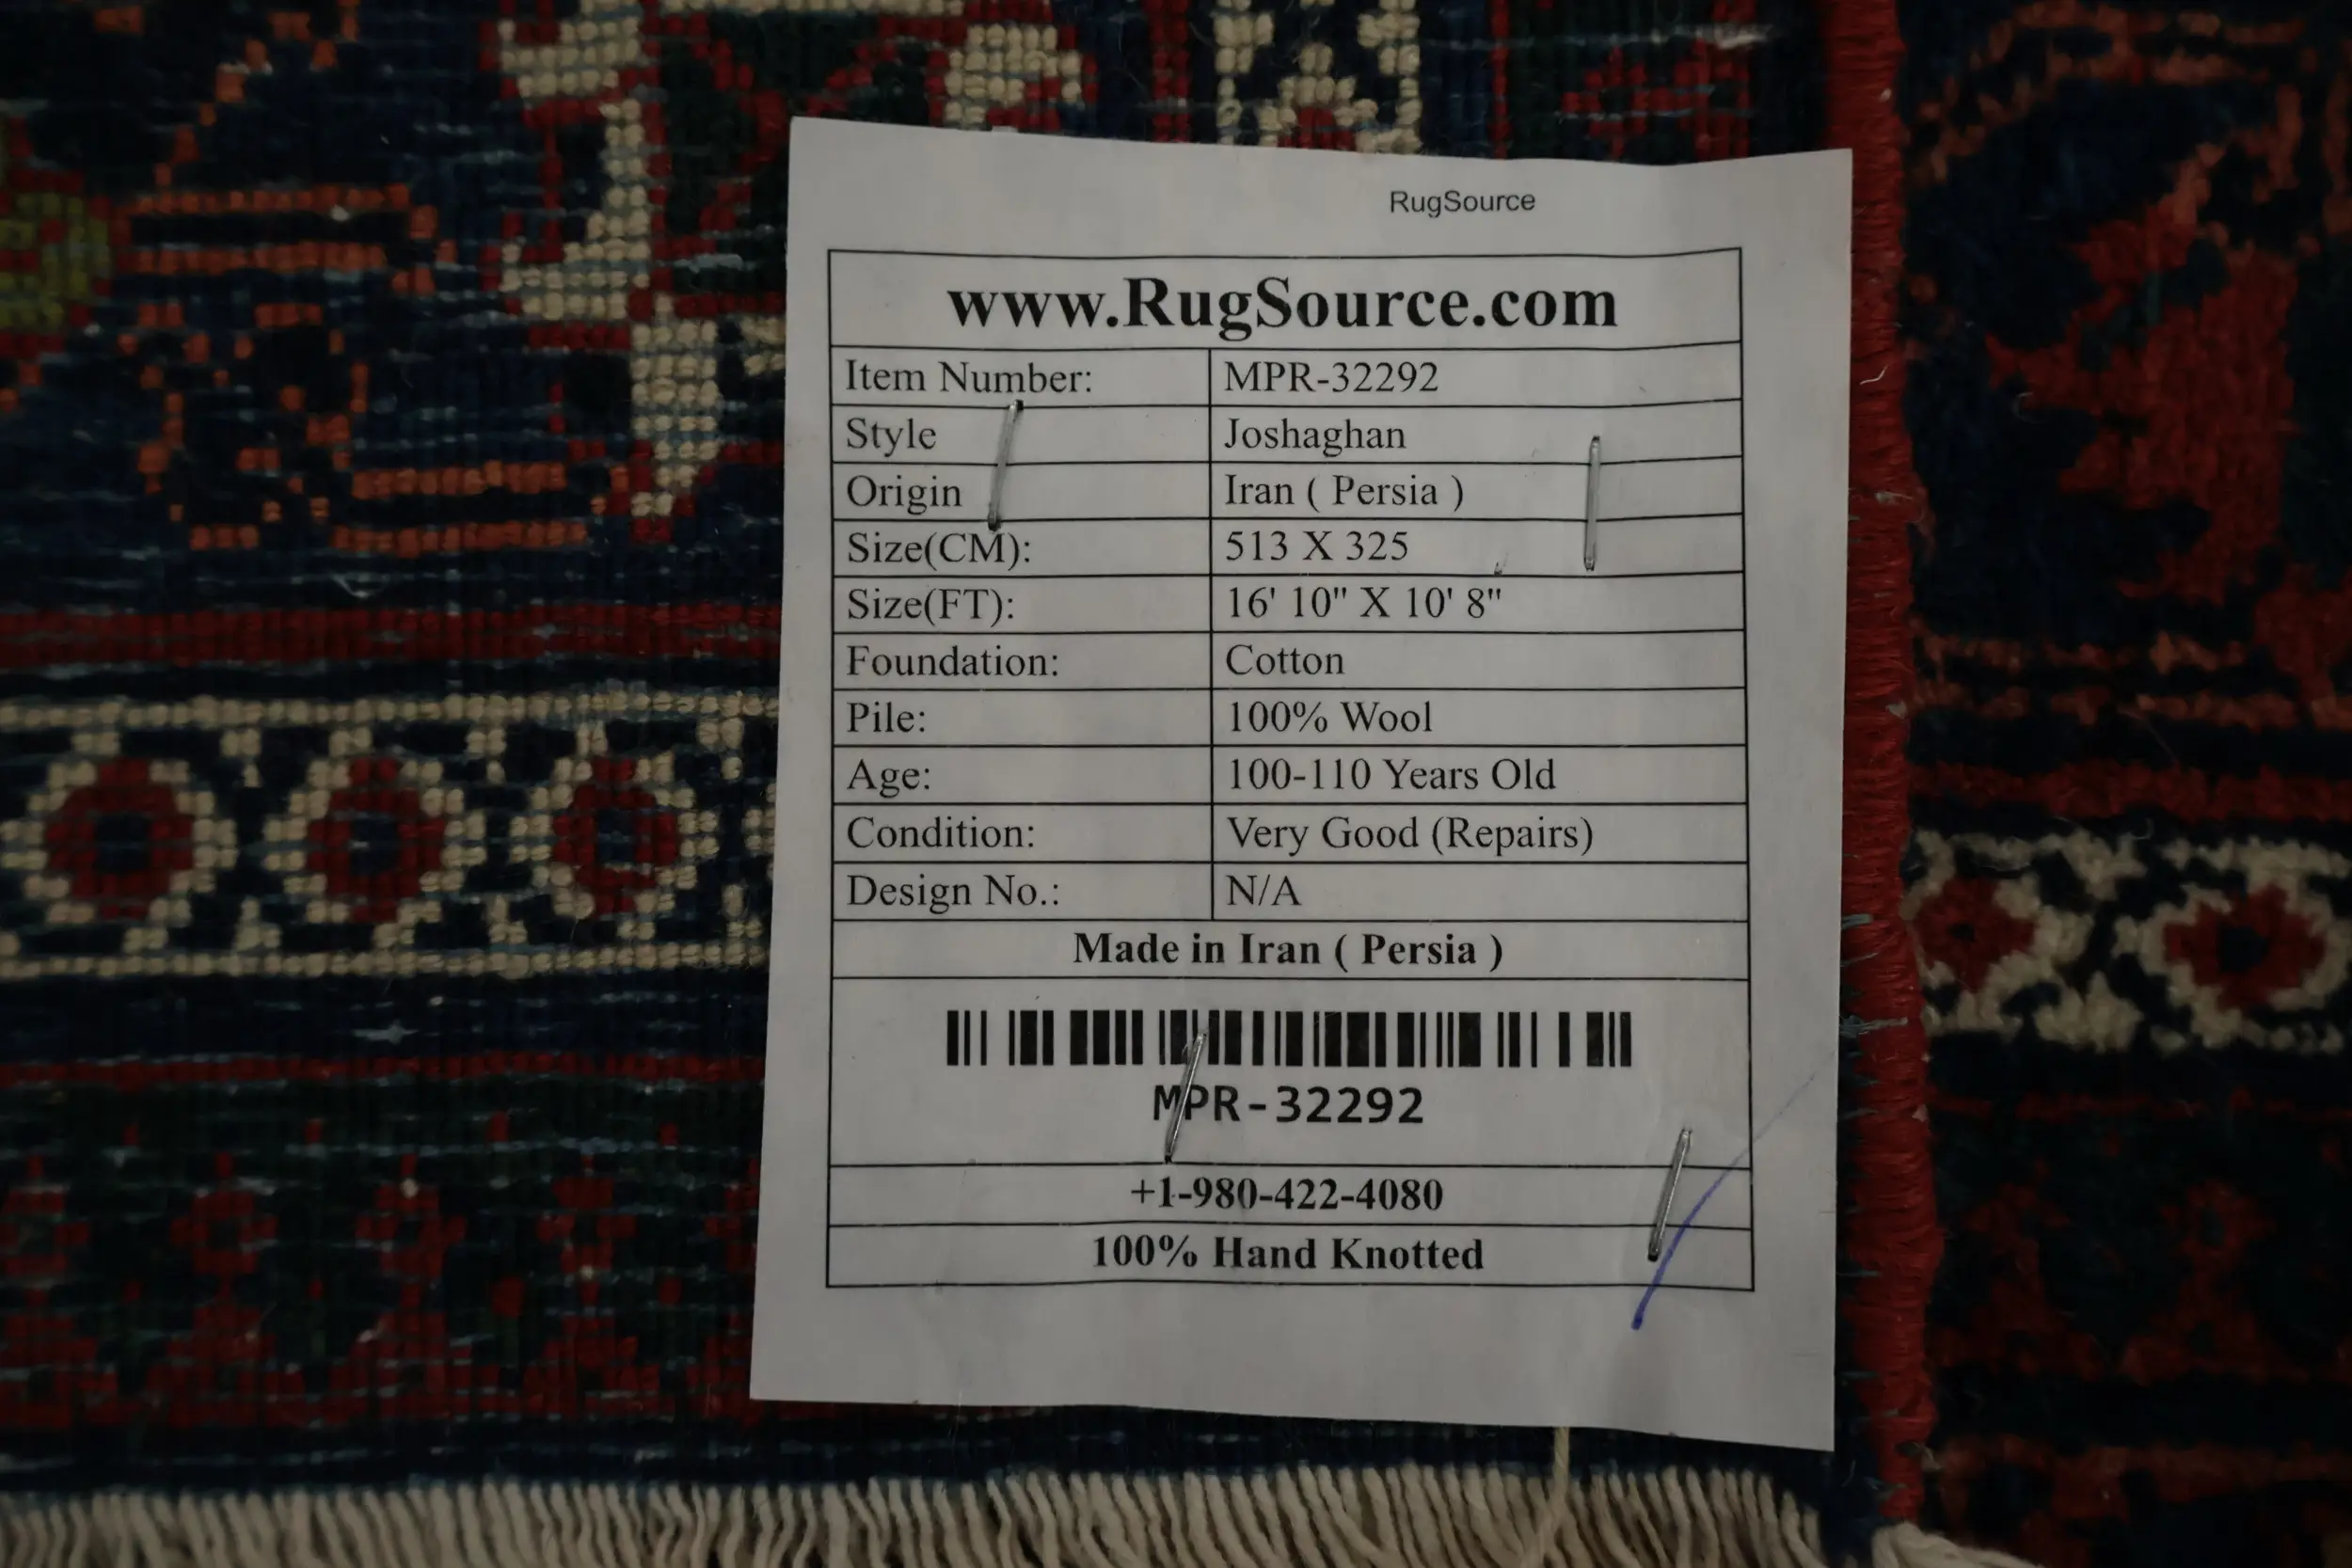 RugSource
www.RugSource.com
Item Number: MPR-32292
Style Joshaghan
Origin Iran ( Persia )
Size(CM): 513 X 325
Size(FT): 16' 10" X 10' 8"
Foundation: Cotton
Pile: 100% Wool
Age: 100-110 Years Old
Condition: Very Good (Repairs)
Design No.: N/A
Made in Iran ( Persia )
MPR-32292
+1-980-422-4080
100% Hand Knotted